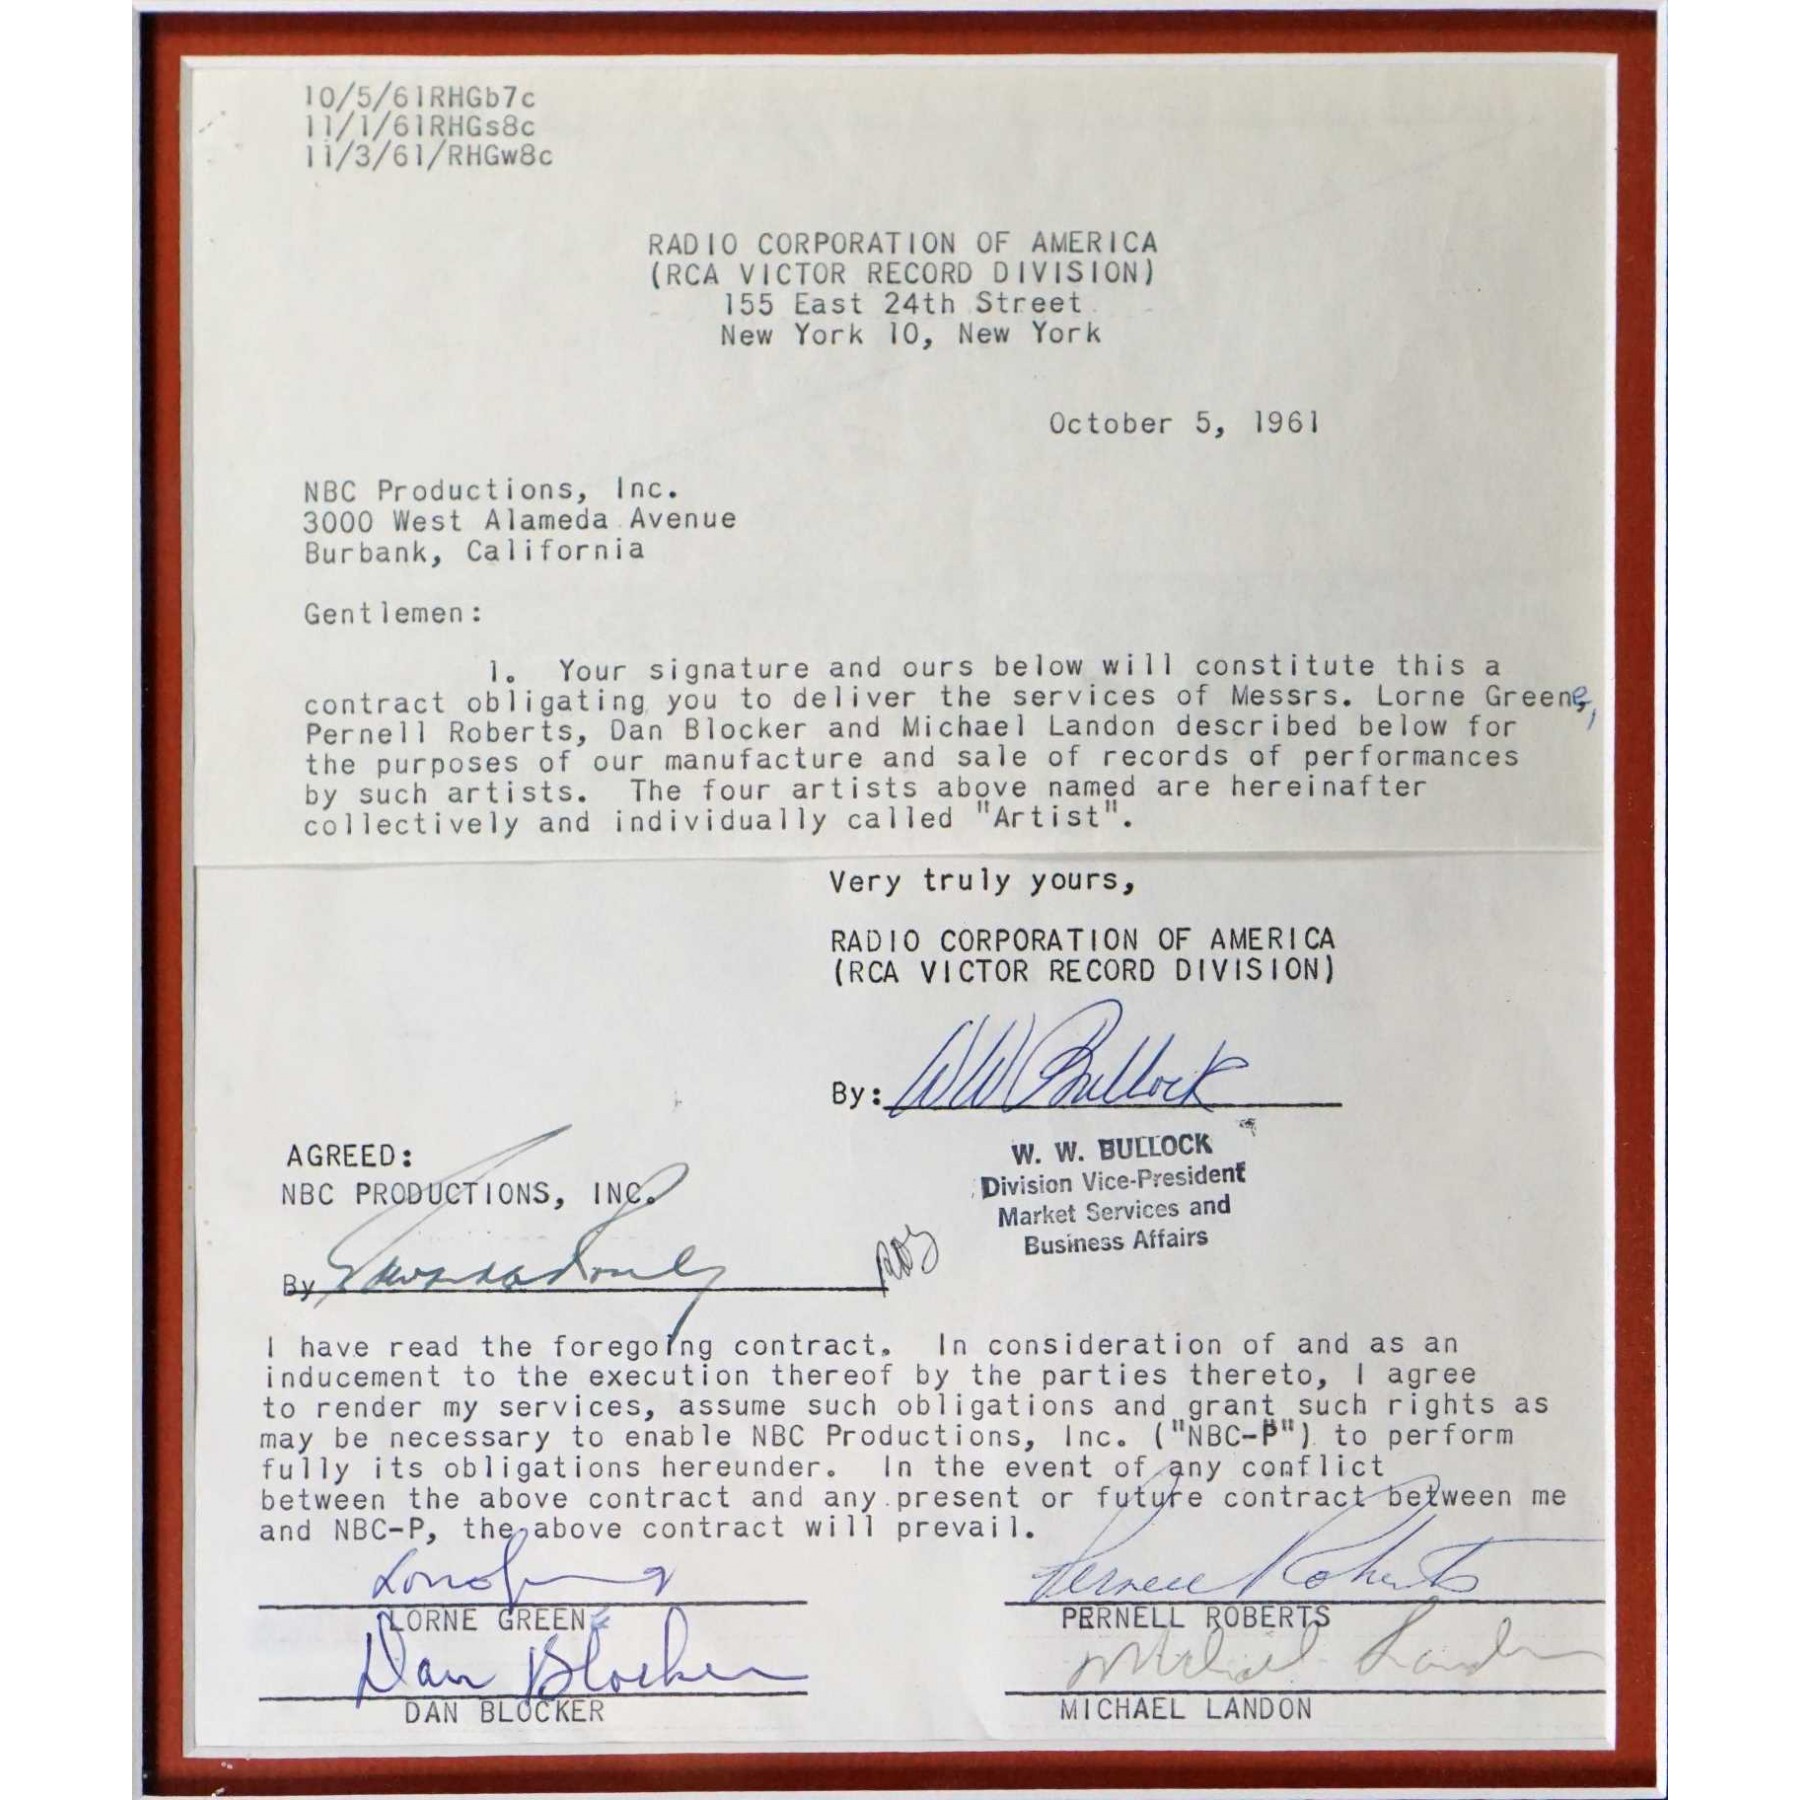 10/5/61RHGb7c
11/1/61RHGs8c
11/3/61/RHGw8c
RADIO CORPORATION OF AMERICA
(RCA VICTOR RECORD DIVISION)
155 East 24th Street
New York 10, New York
October 5, 1961
NBC Productions, Inc.
3000 West Alameda Avenue
Burbank, California
Gentlemen:
1. Your signature and ours below will constitute this a
contract obligating you to deliver the services of Messrs. Lorne Greene,
Pernell Roberts, Dan Blocker and Michael Landon described below for
the purposes of our manufacture and sale of records of performances
by such artists. The four artists above named are hereinafter
collectively and individually called "Artist".
Very truly yours,
RADIO CORPORATION OF AMERICA
(RCA VICTOR RECORD DIVISION)
By: WW Bullock
W. W. BULLOCK
Division Vice-President
Market Services and
Business Affairs
AGREED:
NBC PRODUCTIONS, INC.
By
I have read the foregoing contract. In consideration of and as an
inducement to the execution thereof by the parties thereto, I agree
to render my services, assume such obligations and grant such rights as
may be necessary to enable NBC Productions, Inc. ("NBC-P") to perform
fully its obligations hereunder. In the event of any conflict
between the above contract and any present or future contract between me
and NBC-P, the above contract will prevail.
Lorne Greene
LORNE GREENE
Pernell Roberts
PERNELL ROBERTS
Dan Blocker
DAN BLOCKER
Michael Landon
MICHAEL LANDON